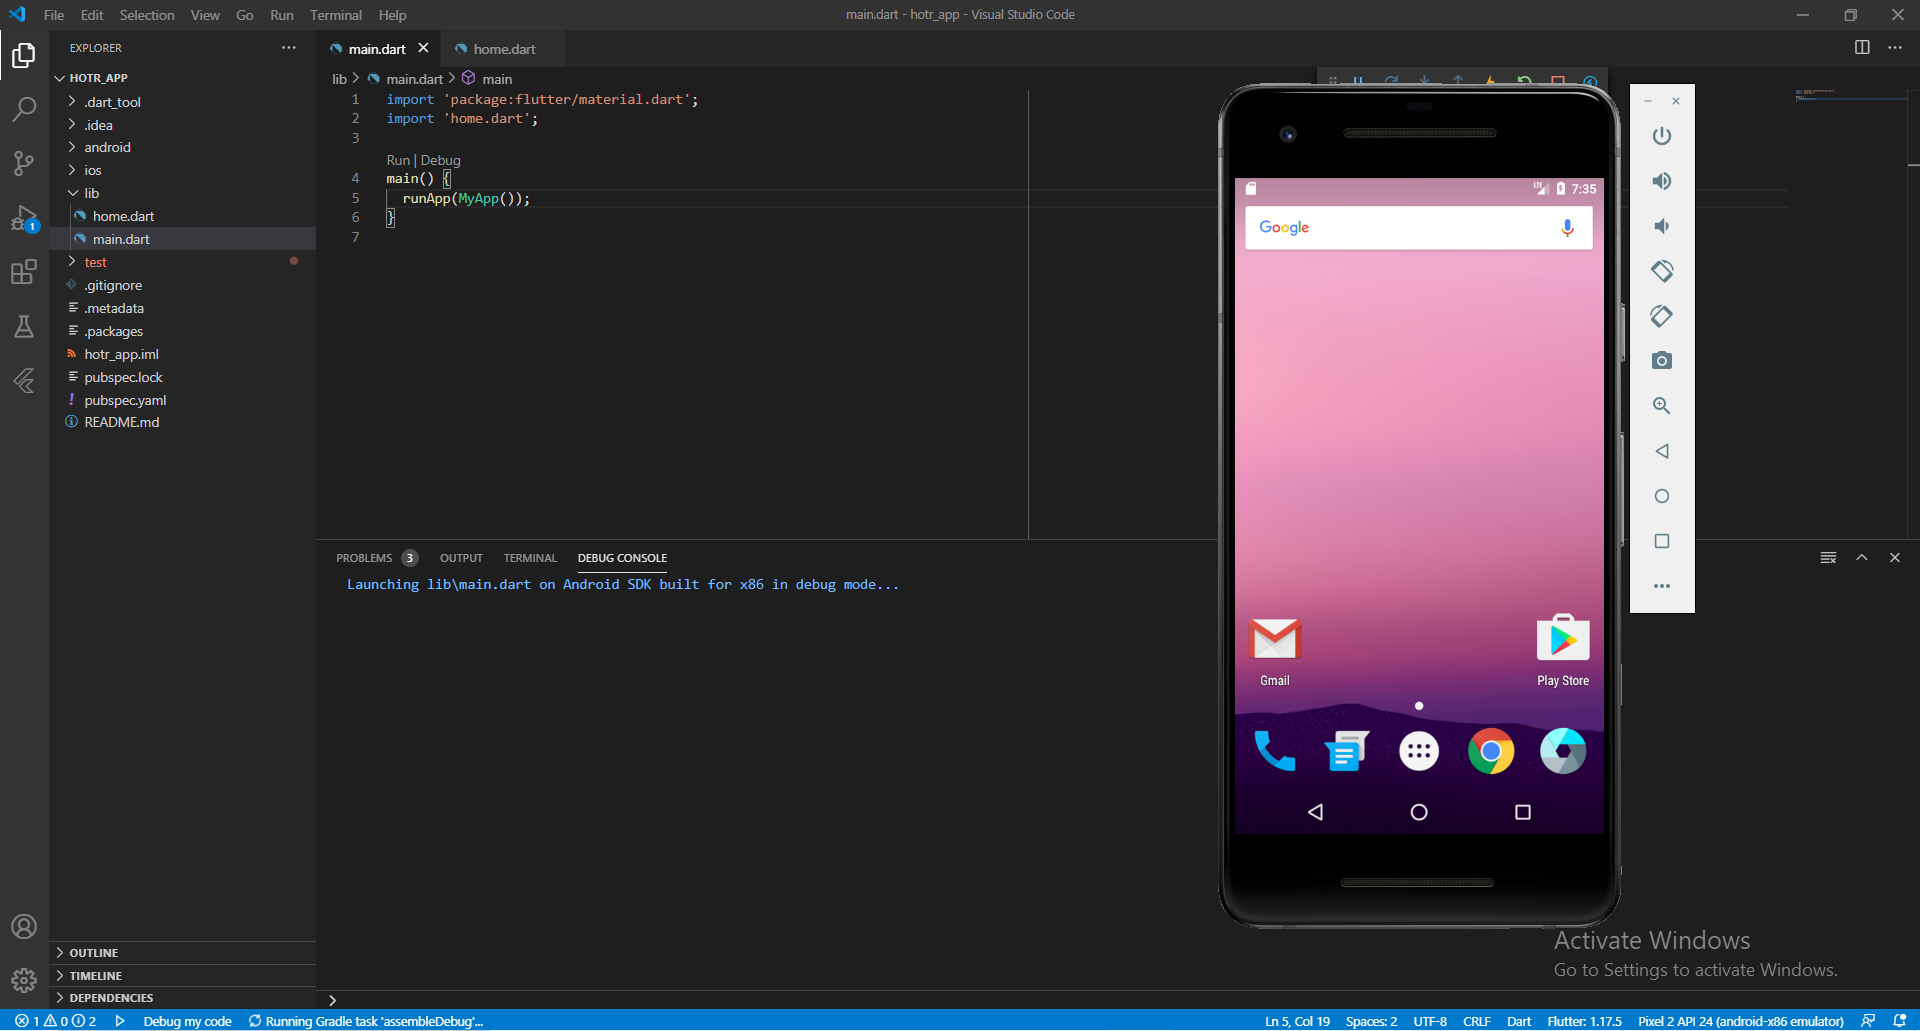 File Edit Selection View Go Run Terminal Help
main.dart - hotr_app - Visual Studio Code
EXPLORER
HOTR_APP
.dart_tool
.idea
android
ios
lib
home.dart
main.dart
test
.gitignore
.metadata
.packages
hotr_app.iml
pubspec.lock
pubspec.yaml
README.md
OUTLINE
TIMELINE
DEPENDENCIES
1
main.dart home.dart
lib > main.dart > main
1 import 'package:flutter/material.dart';
2 import 'home.dart';
3
Run | Debug
4 main() {
5 runApp(MyApp());
6 }
7
PROBLEMS 3 OUTPUT TERMINAL DEBUG CONSOLE
Launching lib\main.dart on Android SDK built for x86 in debug mode...
LTE 7:35
Google
Gmail
Play Store
Activate Windows
Go to Settings to activate Windows.
1 0 2 Debug my code Running Gradle task 'assembleDebug'...
Ln 5, Col 19 Spaces: 2 UTF-8 CRLF Dart Flutter: 1.17.5 Pixel 2 API 24 (android-x86 emulator)